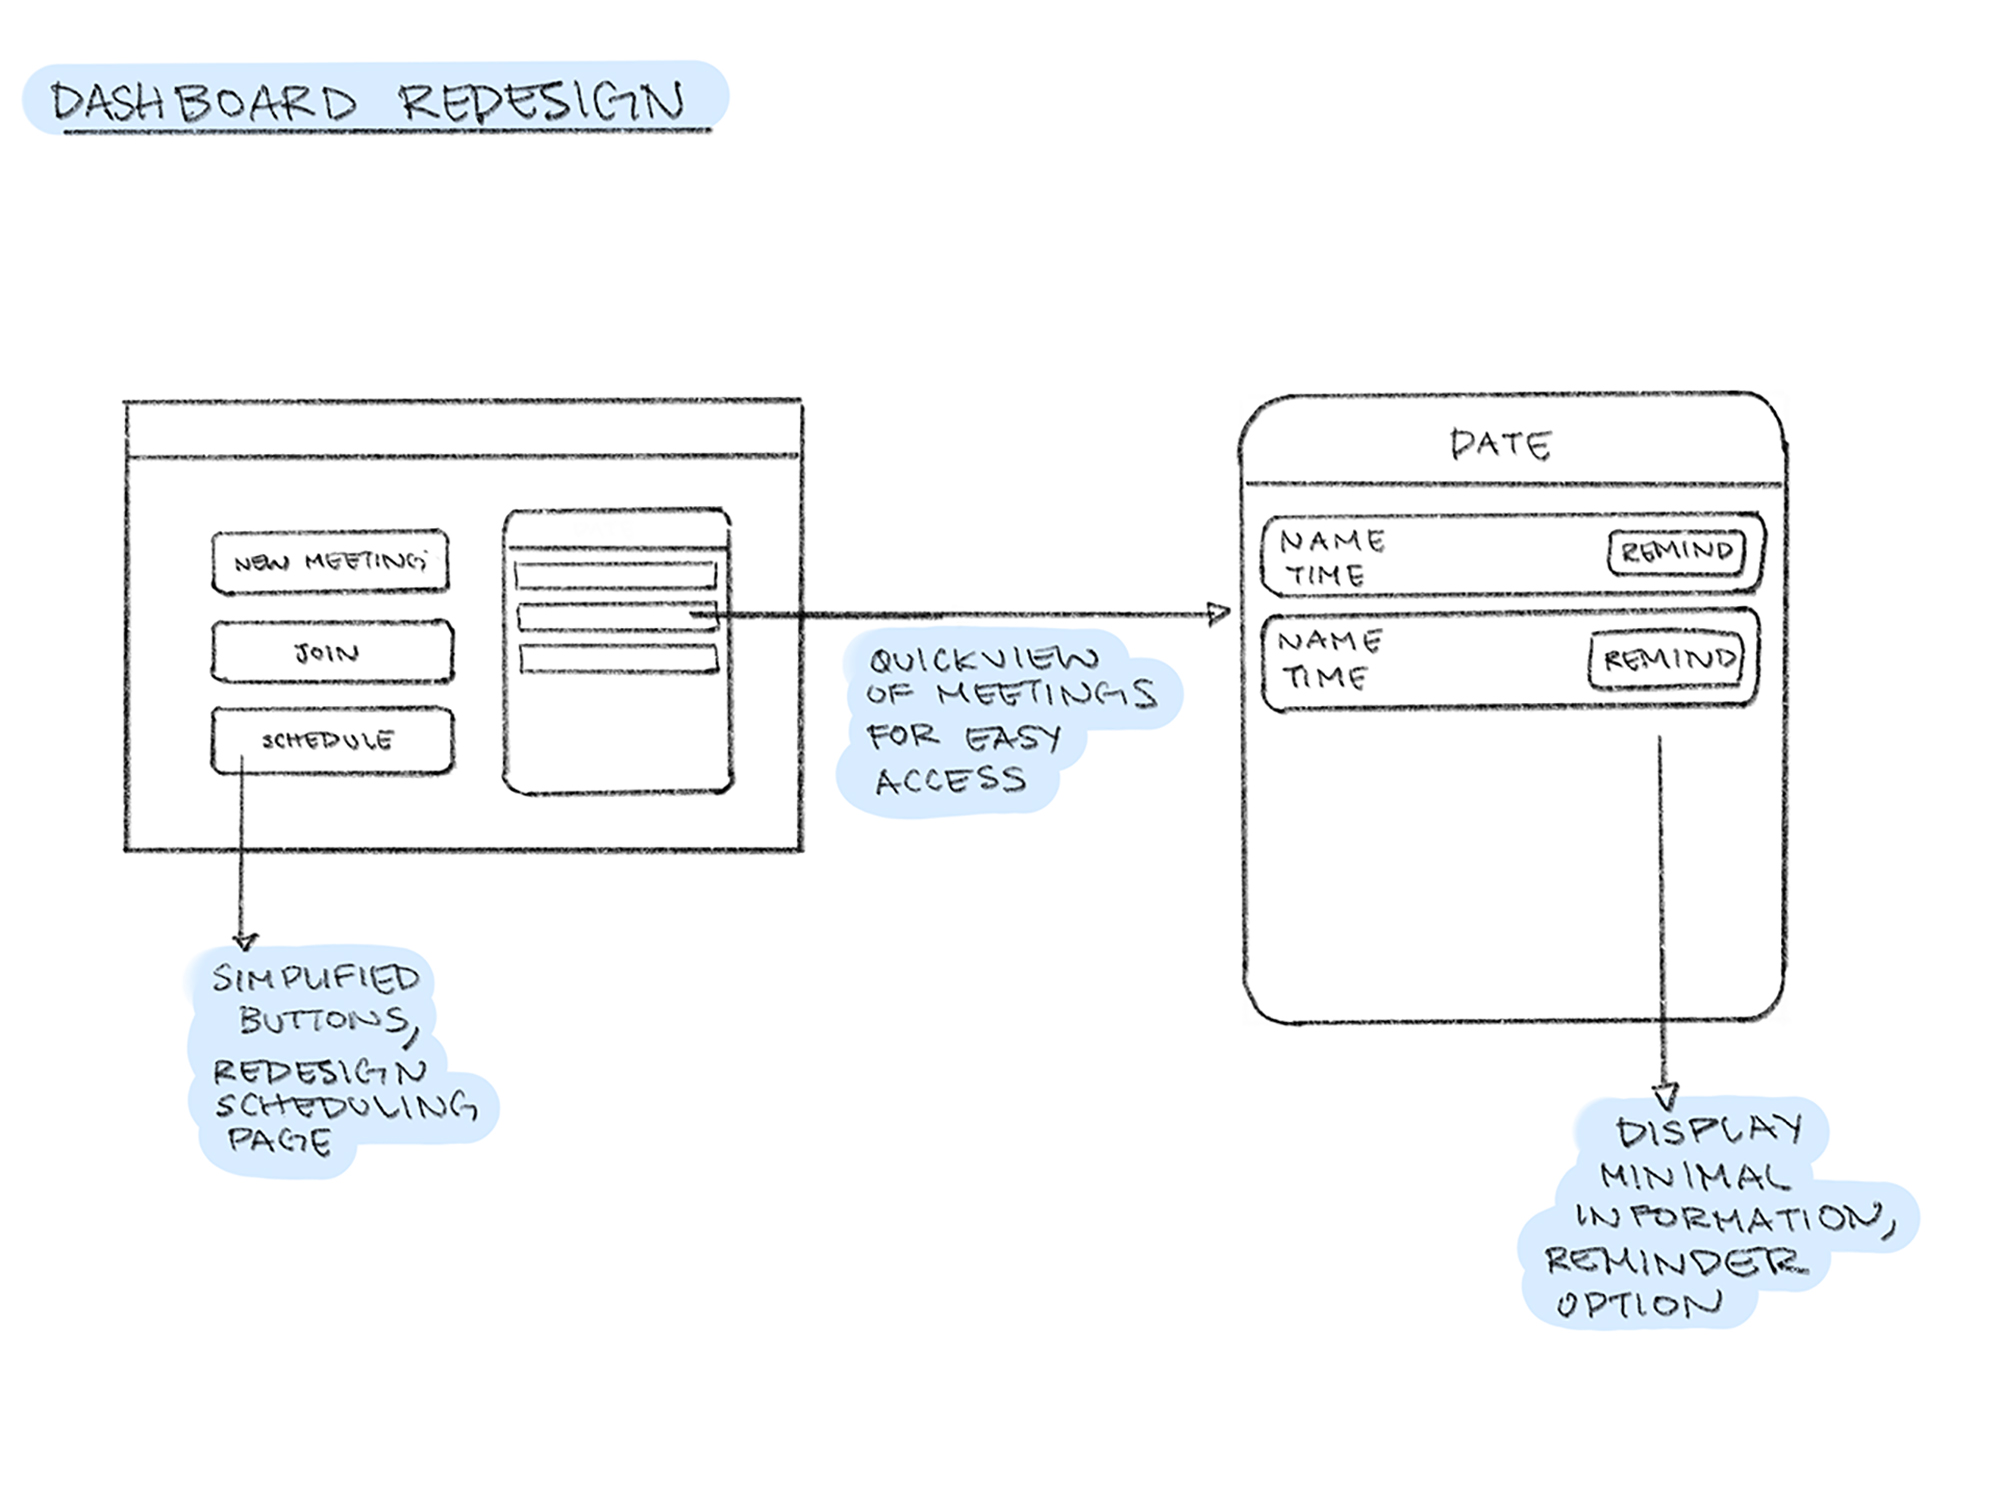 DASHBOARD REDESIGN
NEW MEETING
JOIN
SCHEDULE
SIMPLIFIED
BUTTONS,
REDESIGN
SCHEDULING
PAGE
QUICKVIEW
OF MEETINGS
FOR EASY
ACCESS
DATE
NAME
TIME
REMIND
NAME
TIME
REMIND
DISPLAY
MINIMAL
INFORMATION,
REMINDER
OPTION